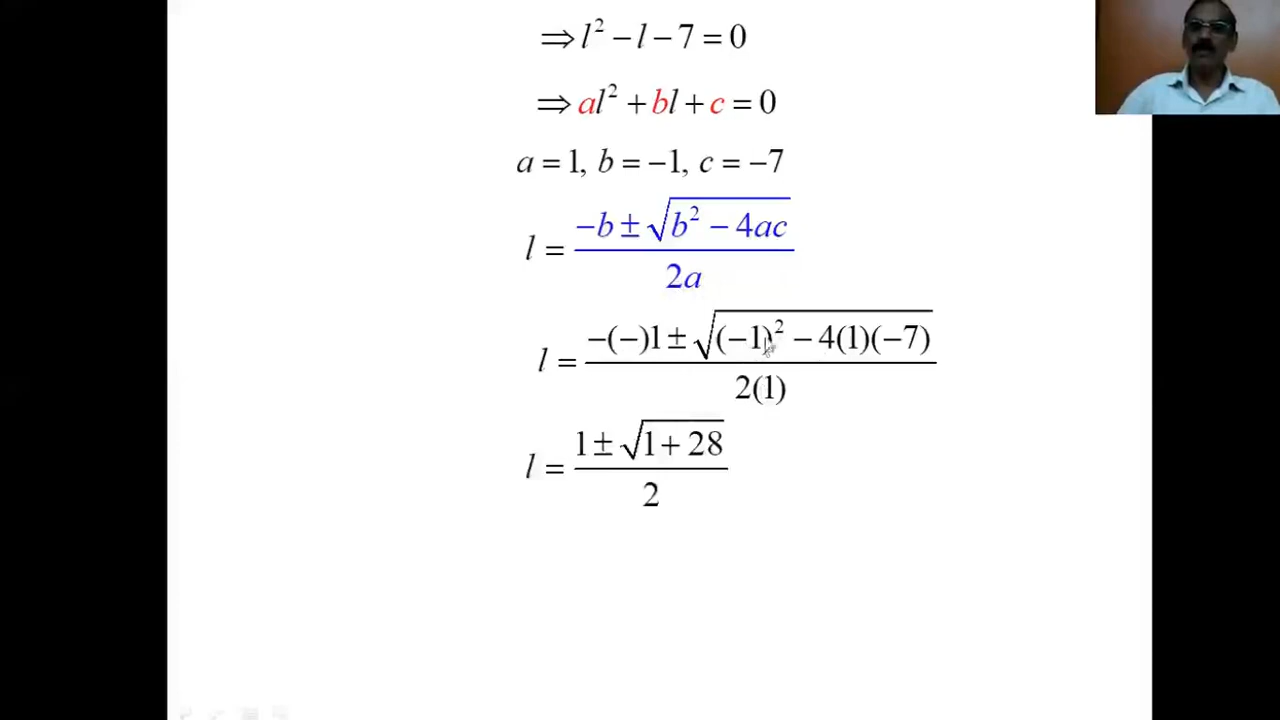 ⇒ l² − l − 7 = 0
⇒ al² + bl + c = 0
a = 1, b = −1, c = −7
l = (−b ± √(b² − 4ac)) / 2a
l = (−(−)1 ± √((−1)² − 4(1)(−7))) / 2(1)
l = (1 ± √(1 + 28)) / 2